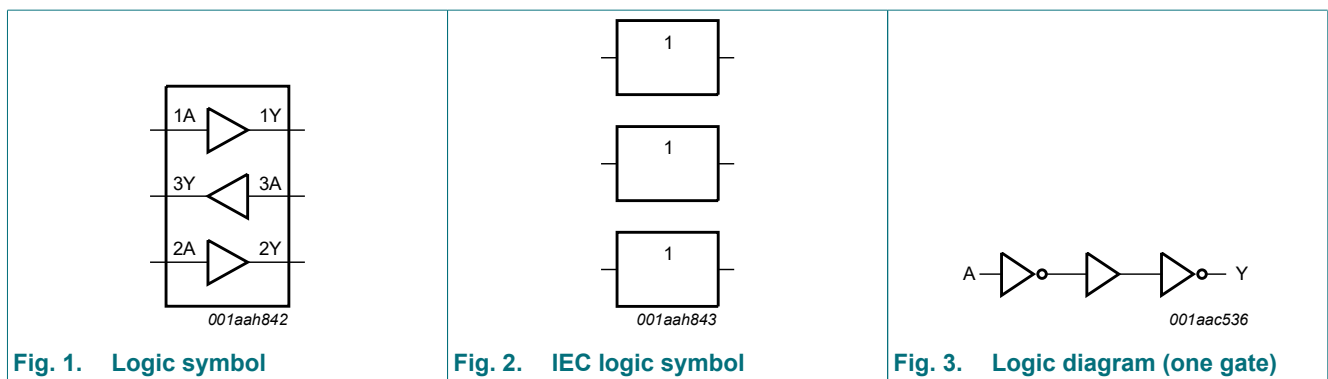 1A 1Y
3Y 3A
2A 2Y
001aah842
Fig. 1. Logic symbol
1
1
1
001aah843
Fig. 2. IEC logic symbol
A Y
001aac536
Fig. 3. Logic diagram (one gate)